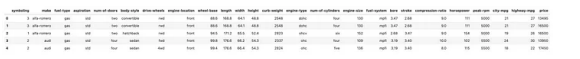 symboling make fuel-type aspiration num-of-doors body-style drive-wheels engine-location wheel-base length width height curb-weight engine-type num-of-cylinders engine-size fuel-system bore stroke compression-ratio horsepower peak-rpm city-mpg highway-mpg price
0 3 alfa-romero gas std two convertible rwd front 88.6 168.8 64.1 48.8 2548 dohc four 130 mpfi 3.47 2.68 9.0 111 5000 21 27 13495
1 3 alfa-romero gas std two convertible rwd front 88.6 168.8 64.1 48.8 2548 dohc four 130 mpfi 3.47 2.68 9.0 111 5000 21 27 16500
2 1 alfa-romero gas std two hatchback rwd front 94.5 171.2 65.5 52.4 2823 ohcv six 152 mpfi 2.68 3.47 9.0 154 5000 19 26 16500
3 2 audi gas std four sedan fwd front 99.8 176.6 66.2 54.3 2337 ohc four 109 mpfi 3.19 3.40 10.0 102 5500 24 30 13950
4 2 audi gas std four sedan 4wd front 99.4 176.6 66.4 54.3 2824 ohc five 136 mpfi 3.19 3.40 8.0 115 5500 18 22 17450